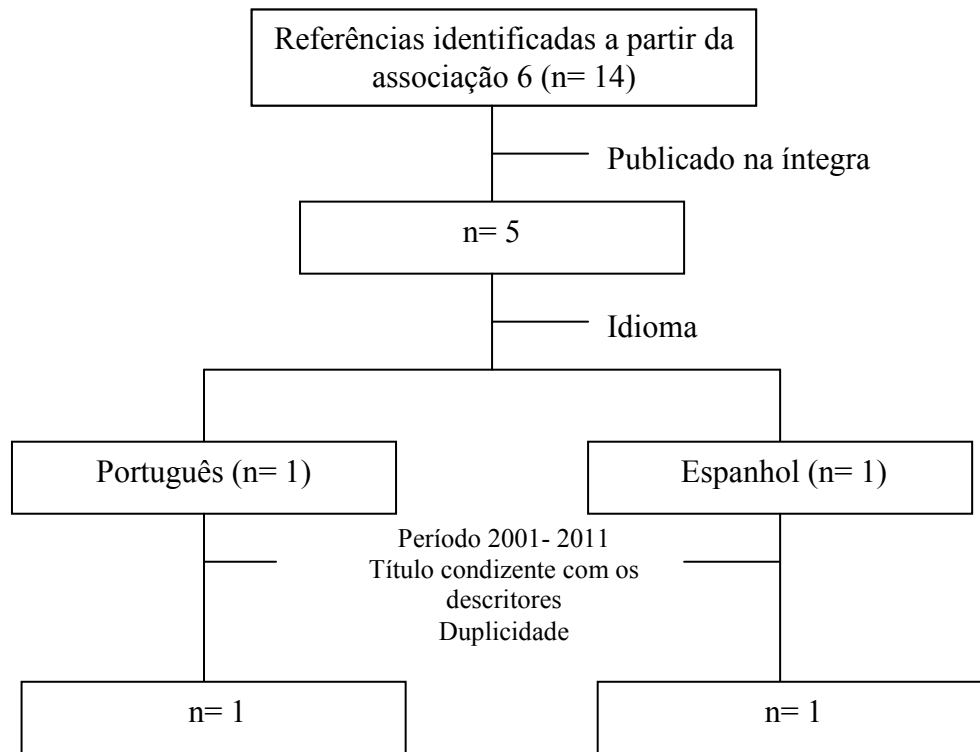 Referências identificadas a partir da
associação 6 (n= 14)
Publicado na íntegra
n= 5
Idioma
Português (n= 1)
Espanhol (n= 1)
Período 2001- 2011
Título condizente com os
descritores
Duplicidade
n= 1
n= 1